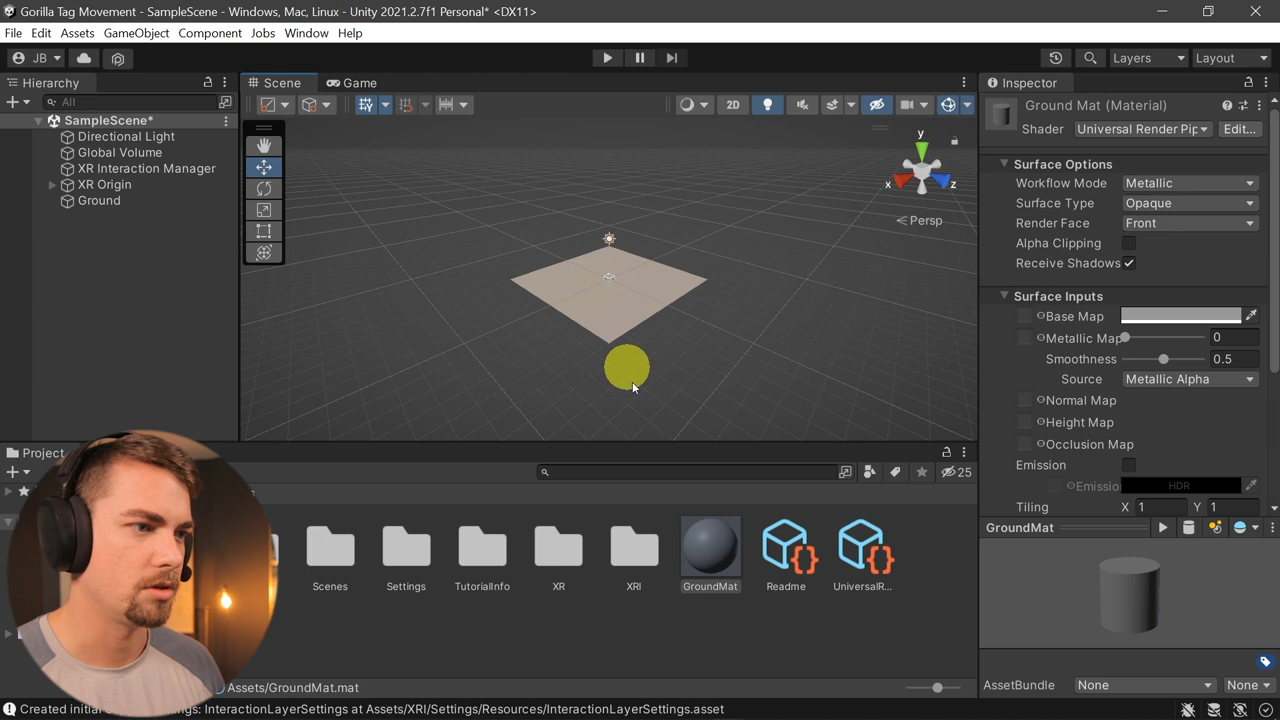 Gorilla Tag Movement - SampleScene - Windows, Mac, Linux - Unity 2021.2.7f1 Personal* <DX11>
File Edit Assets GameObject Component Jobs Window Help
JB Layers Layout
Hierarchy
All
SampleScene*
Directional Light
Global Volume
XR Interaction Manager
XR Origin
Ground
Scene Game
2D
y
x
z
Persp
Inspector
Ground Mat (Material)
Shader Universal Render Pip Edit...
Surface Options
Workflow Mode Metallic
Surface Type Opaque
Render Face Front
Alpha Clipping
Receive Shadows
Surface Inputs
Base Map
Metallic Map 0
Smoothness 0.5
Source Metallic Alpha
Normal Map
Height Map
Occlusion Map
Emission
Emissio HDR
Tiling X 1 Y 1
GroundMat
AssetBundle None None
Project
25
Scenes
Settings
TutorialInfo
XR
XRI
GroundMat
Readme
UniversalR...
Assets/GroundMat.mat
Created initia gs: InteractionLayerSettings at Assets/XRI/Settings/Resources/InteractionLayerSettings.asset